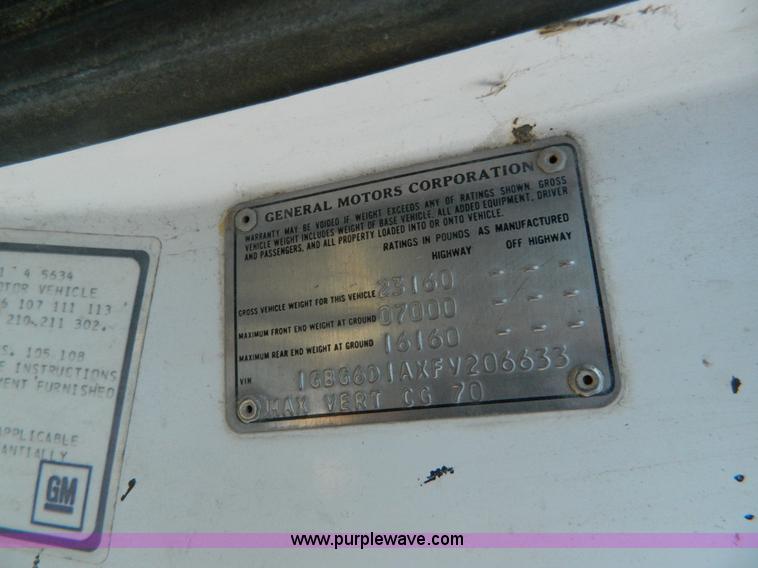 GENERAL MOTORS CORPORATION
WARRANTY MAY BE VOIDED IF WEIGHT EXCEEDS ANY OF RATINGS SHOWN. GROSS
VEHICLE WEIGHT INCLUDES WEIGHT OF BASE VEHICLE, ALL ADDED EQUIPMENT, DRIVER
AND PASSENGERS, AND ALL PROPERTY LOADED INTO OR ONTO VEHICLE.
RATINGS IN POUNDS AS MANUFACTURED
HIGHWAY OFF HIGHWAY
GROSS VEHICLE WEIGHT FOR THIS VEHICLE 23160 - - -
MAXIMUM FRONT END WEIGHT AT GROUND 07000 - - -
MAXIMUM REAR END WEIGHT AT GROUND 16160 - - -
VIN 1GBG6D1AXFV206633
MAX VERT CG 70
4 5634
OTOR VEHICLE
6 107 111 113
210.211 302.
S. 105 108
E INSTRUCTIONS
MENT FURNISHED
APPLICABLE
ANTIALLY
GM
www.purplewave.com